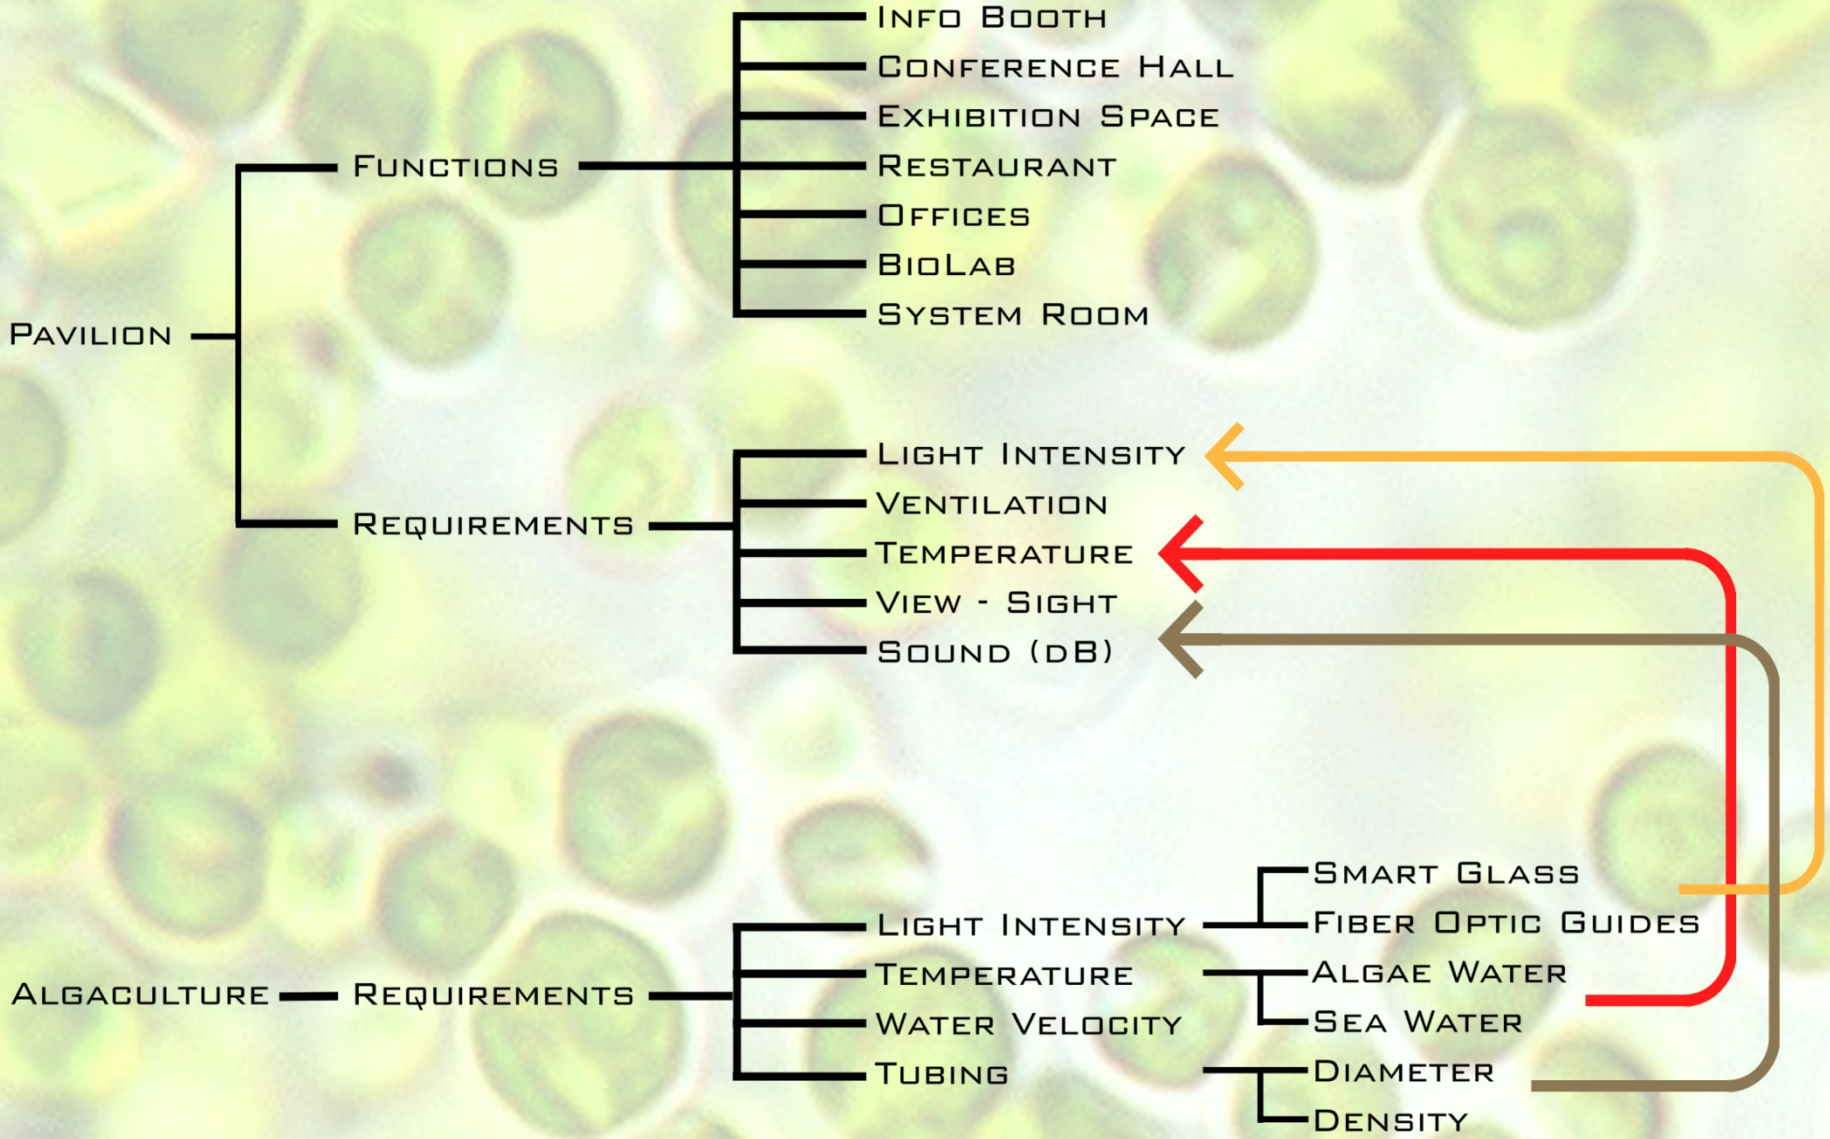 Info Booth
Conference Hall
Exhibition Space
Functions
Restaurant
Offices
BioLab
System Room
Pavilion
Light Intensity
Ventilation
Requirements
Temperature
View - Sight
Sound (dB)
Smart Glass
Light Intensity
Fiber Optic Guides
Temperature
Algae Water
Algaculture
Requirements
Water Velocity
Sea Water
Tubing
Diameter
Density